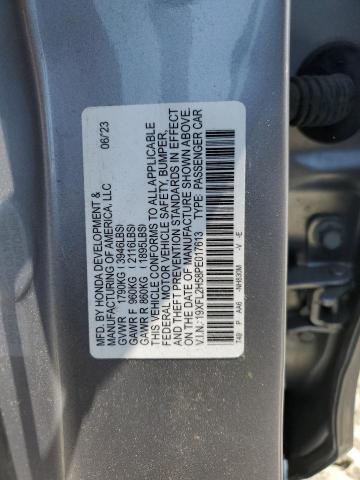 MFD. BY HONDA DEVELOPMENT & 06/23
MANUFACTURING OF AMERICA, LLC
GVWR 1790KG ( 3946LBS)
GAWR F 960KG ( 2116LBS)
GAWR R 860KG ( 1895LBS)
THIS VEHICLE CONFORMS TO ALL APPLICABLE
FEDERAL MOTOR VEHICLE SAFETY, BUMPER,
AND THEFT PREVENTION STANDARDS IN EFFECT
ON THE DATE OF MANUFACTURE SHOWN ABOVE.
V.I.N.: 19XFL2H58PE017613 TYPE: PASSENGER CAR
P AA6 -V -E